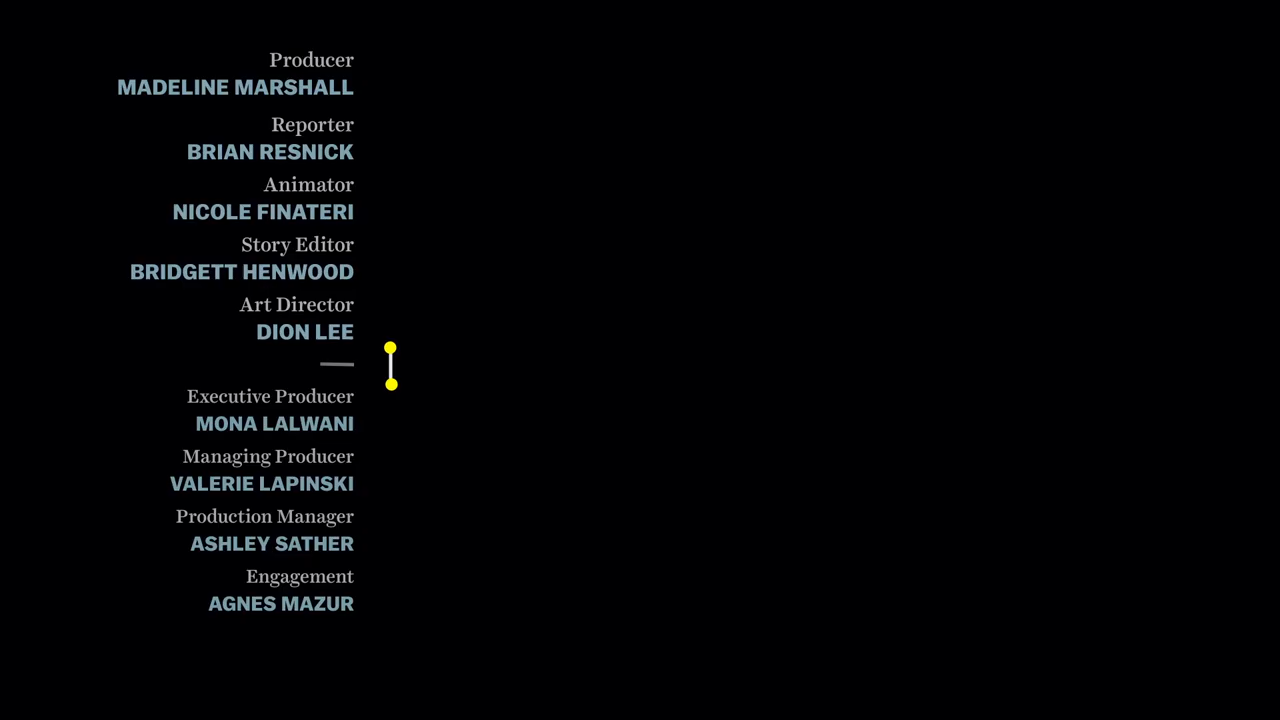 Producer
MADELINE MARSHALL
Reporter
BRIAN RESNICK
Animator
NICOLE FINATERI
Story Editor
BRIDGETT HENWOOD
Art Director
DION LEE
Executive Producer
MONA LALWANI
Managing Producer
VALERIE LAPINSKI
Production Manager
ASHLEY SATHER
Engagement
AGNES MAZUR